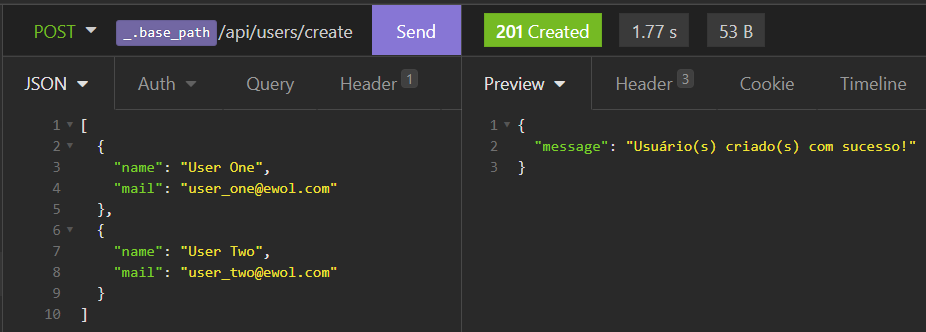 POST _.base_path/api/users/create Send 201 Created 1.77 s 53 B
JSON Auth Query Header 1 Preview Header 3 Cookie Timeline
1 [
2 {
3 "name": "User One",
4 "mail": "user_one@ewol.com"
5 },
6 {
7 "name": "User Two",
8 "mail": "user_two@ewol.com"
9 }
10 ]
1 {
2 "message": "Usuário(s) criado(s) com sucesso!"
3 }